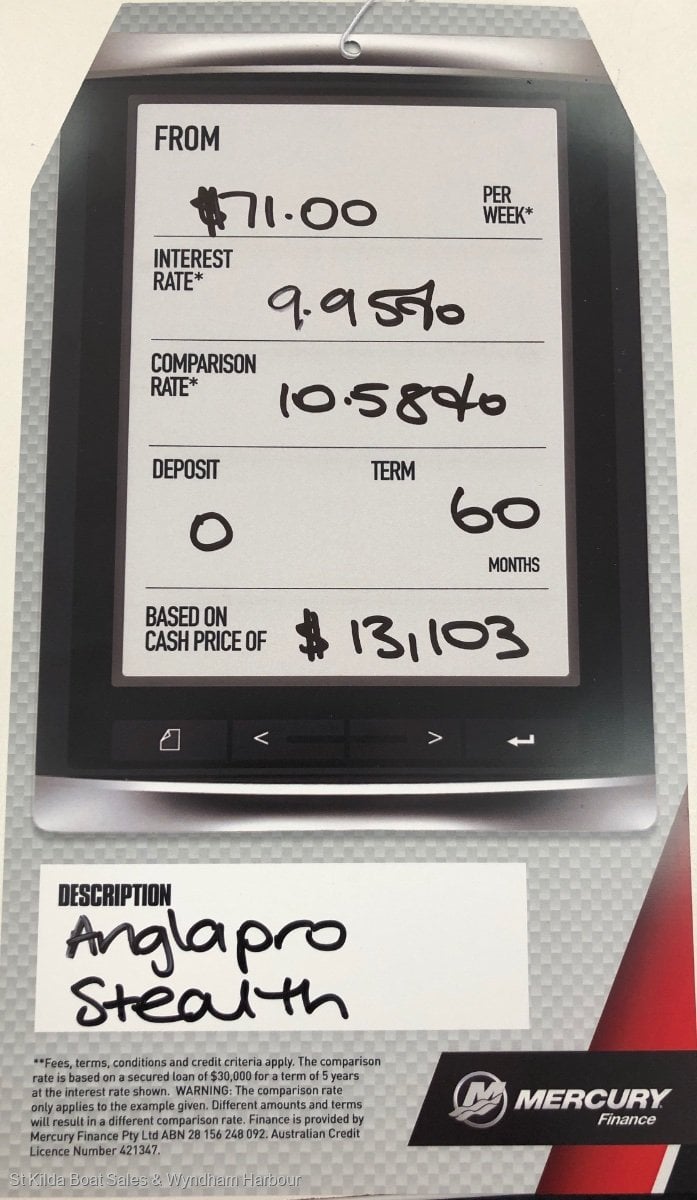 FROM
$71.00
PER
WEEK*
INTEREST
RATE*
9.95%
COMPARISON
RATE*
10.58%
DEPOSIT
TERM
0
60
MONTHS
BASED ON
CASH PRICE OF
$ 13,103
< >
DESCRIPTION
Anglapro
Stealth
**Fees, terms, conditions and credit criteria apply. The comparison
rate is based on a secured loan of $30,000 for a term of 5 years
at the interest rate shown. WARNING: The comparison rate
only applies to the example given. Different amounts and terms
will result in a different comparison rate. Finance is provided by
Mercury Finance Pty Ltd ABN 28 156 248 092. Australian Credit
Licence Number 421347.
MERCURY
Finance
St Kilda Boat Sales & Wyndham Harbour